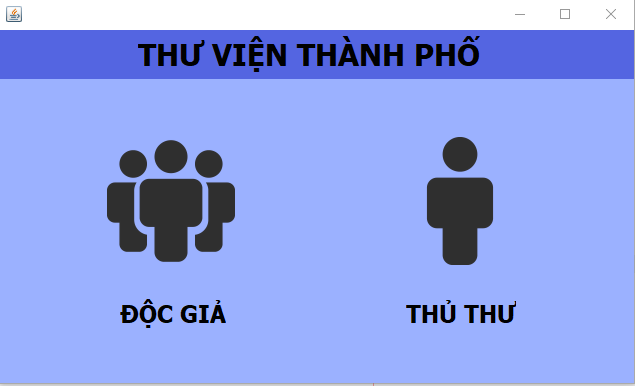 THƯ VIỆN THÀNH PHỐ
ĐỘC GIẢ
THỦ THƯ